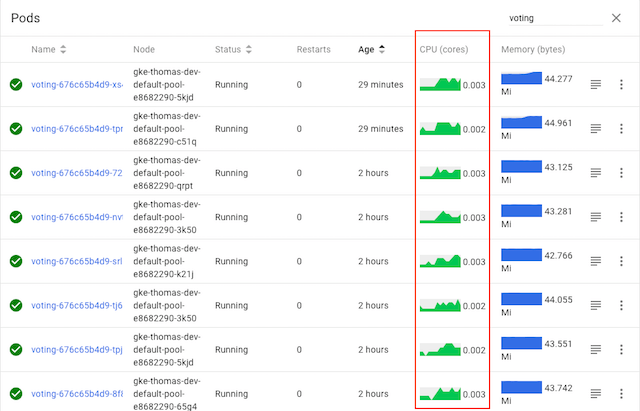 Pods
voting
Name Node Status Restarts Age CPU (cores) Memory (bytes)
gke-thomas-dev-
voting-676c65b4d9-xs default-pool- Running 0 29 minutes 0.003 44.277
e8682290-5kjd Mi
gke-thomas-dev-
voting-676c65b4d9-tpr default-pool- Running 0 29 minutes 0.002 44.961
e8682290-c51q Mi
gke-thomas-dev-
voting-676c65b4d9-72 default-pool- Running 0 2 hours 0.003 43.125
e8682290-qrpt Mi
gke-thomas-dev-
voting-676c65b4d9-nv default-pool- Running 0 2 hours 0.003 43.281
e8682290-3k50 Mi
gke-thomas-dev-
voting-676c65b4d9-srl default-pool- Running 0 2 hours 0.003 42.766
e8682290-k21j Mi
gke-thomas-dev-
voting-676c65b4d9-tj6 default-pool- Running 0 2 hours 0.002 44.055
e8682290-3k50 Mi
gke-thomas-dev-
voting-676c65b4d9-tpj default-pool- Running 0 2 hours 0.002 43.551
e8682290-5kjd Mi
gke-thomas-dev-
voting-676c65b4d9-8f default-pool- Running 0 2 hours 0.003 43.742
e8682290-65g4 Mi